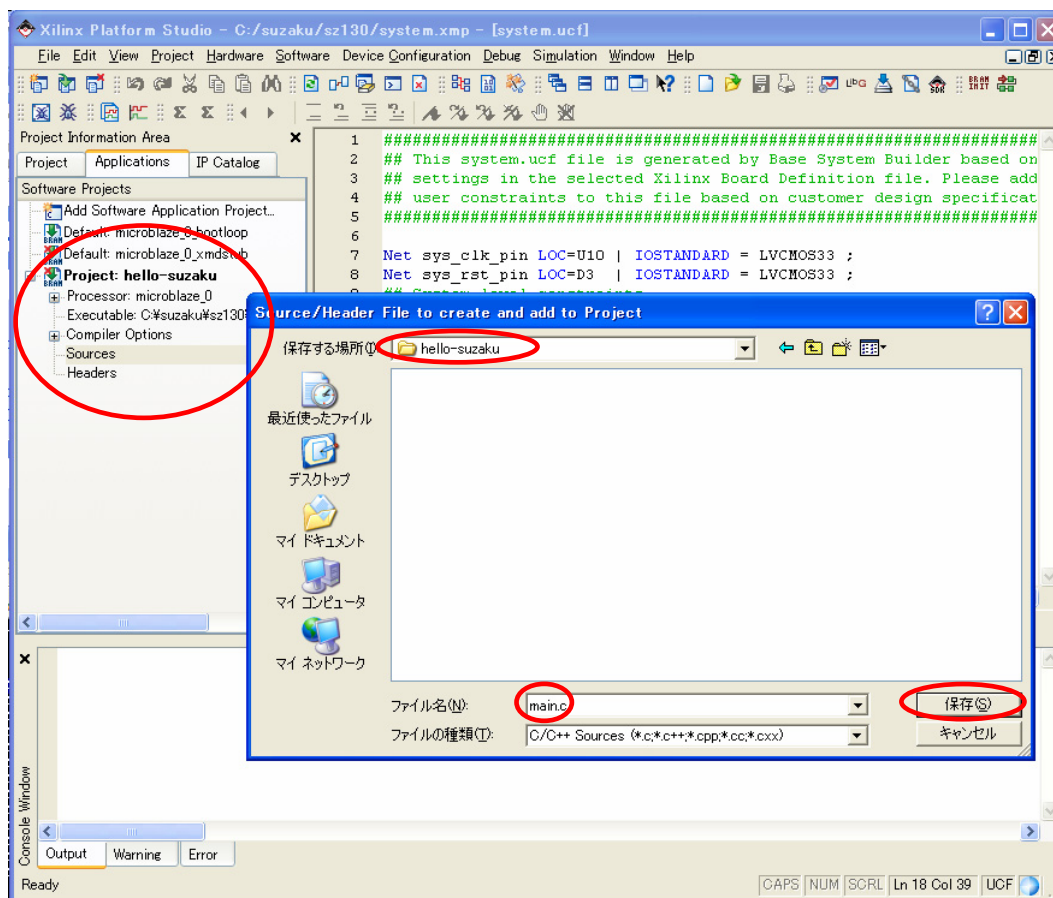 Xilinx Platform Studio - C:/suzaku/sz130/system.xmp - [system.ucf]
File Edit View Project Hardware Software Device Configuration Debug Simulation Window Help
Project Information Area
Project Applications IP Catalog
Software Projects
Add Software Application Project...
Default: microblaze_0_bootloop
Default: microblaze_0_xmdstub
Project: hello-suzaku
Processor: microblaze_0
Executable: C:¥suzaku¥sz130
Compiler Options
Sources
Headers
1 ####################################################################
2 ## This system.ucf file is generated by Base System Builder based on
3 ## settings in the selected Xilinx Board Definition file. Please add
4 ## user constraints to this file based on customer design specificat
5 ####################################################################
6
7 Net sys_clk_pin LOC=U10 | IOSTANDARD = LVCMOS33 ;
8 Net sys_rst_pin LOC=D3 | IOSTANDARD = LVCMOS33 ;
## System level constraints
Source/Header File to create and add to Project
保存する場所(I) hello-suzaku
最近使ったファイル
デスクトップ
マイ ドキュメント
マイ コンピュータ
マイ ネットワーク
ファイル名(N): main.c 保存(S)
ファイルの種類(T): C/C++ Sources (*.c;*.c++;*.cpp;*.cc;*.cxx) キャンセル
Console Window
Output Warning Error
Ready CAPS NUM SCRL Ln 18 Col 39 UCF